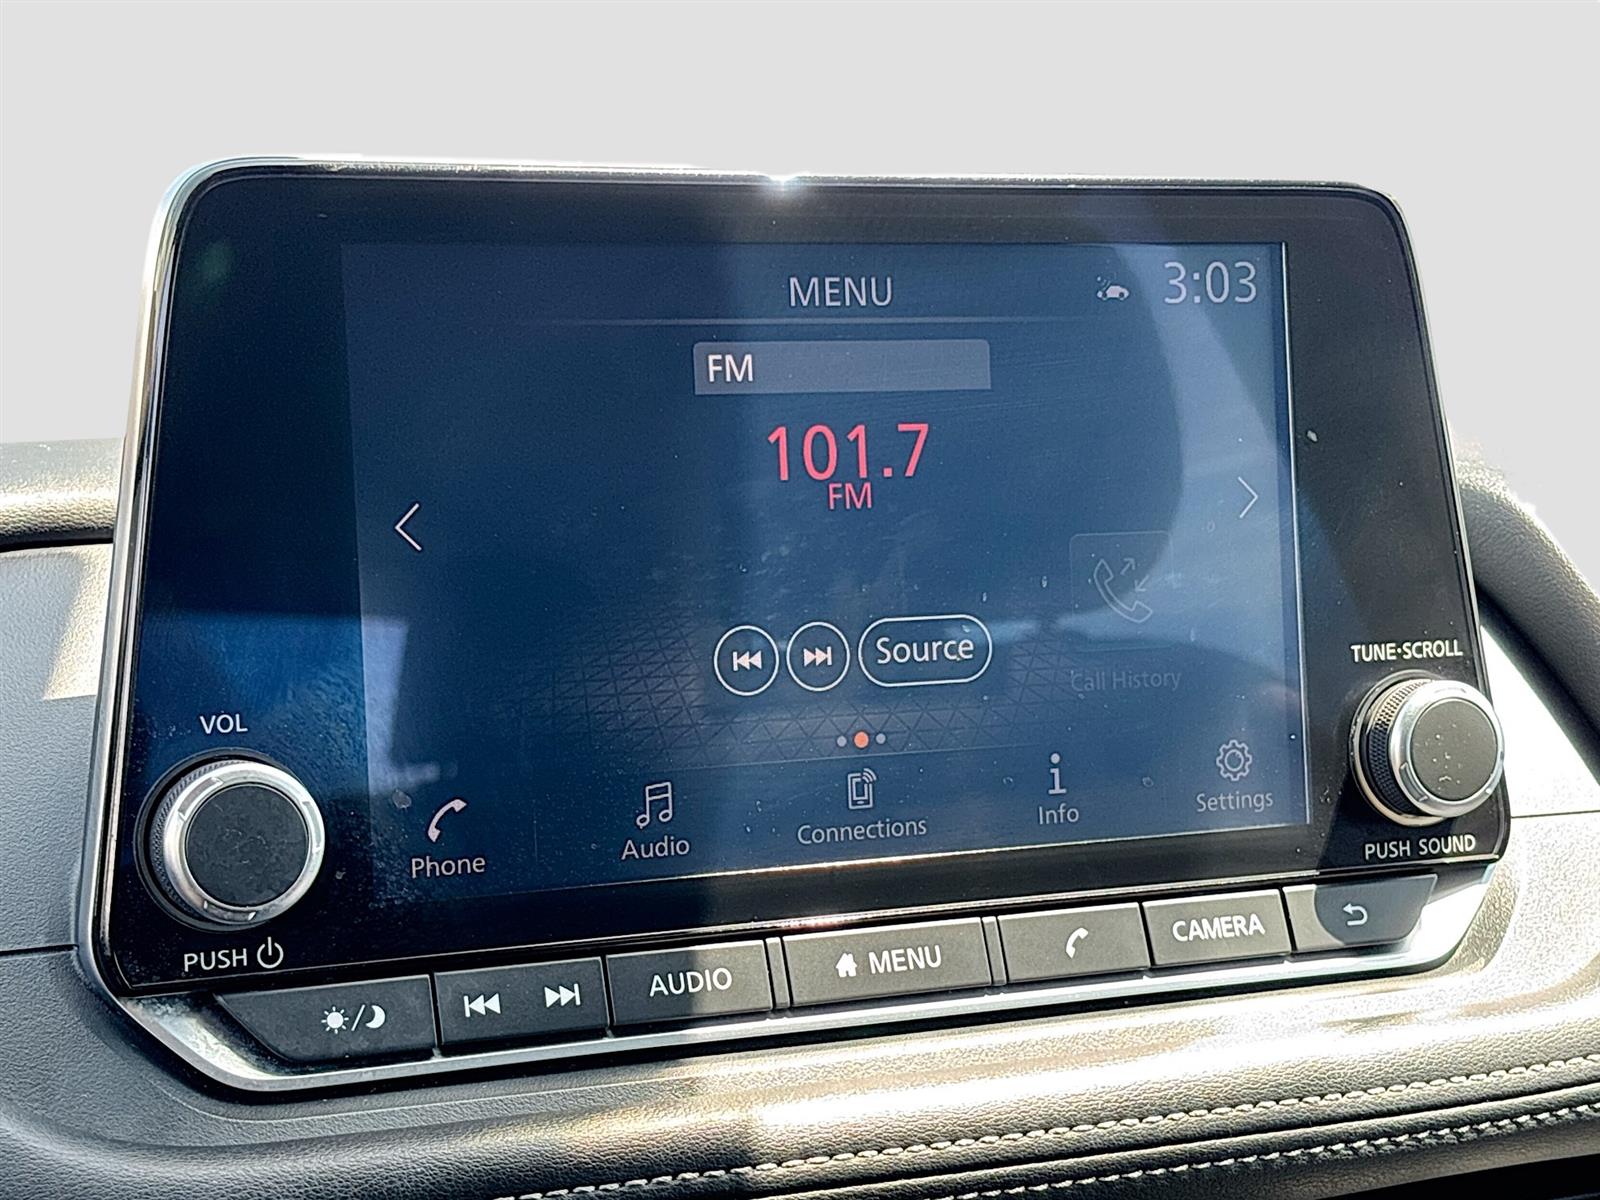 MENU
3:03
FM
101.7
FM
Source
Call History
Phone
Audio
Connections
Info
Settings
VOL
PUSH
TUNE·SCROLL
PUSH SOUND
AUDIO
MENU
CAMERA